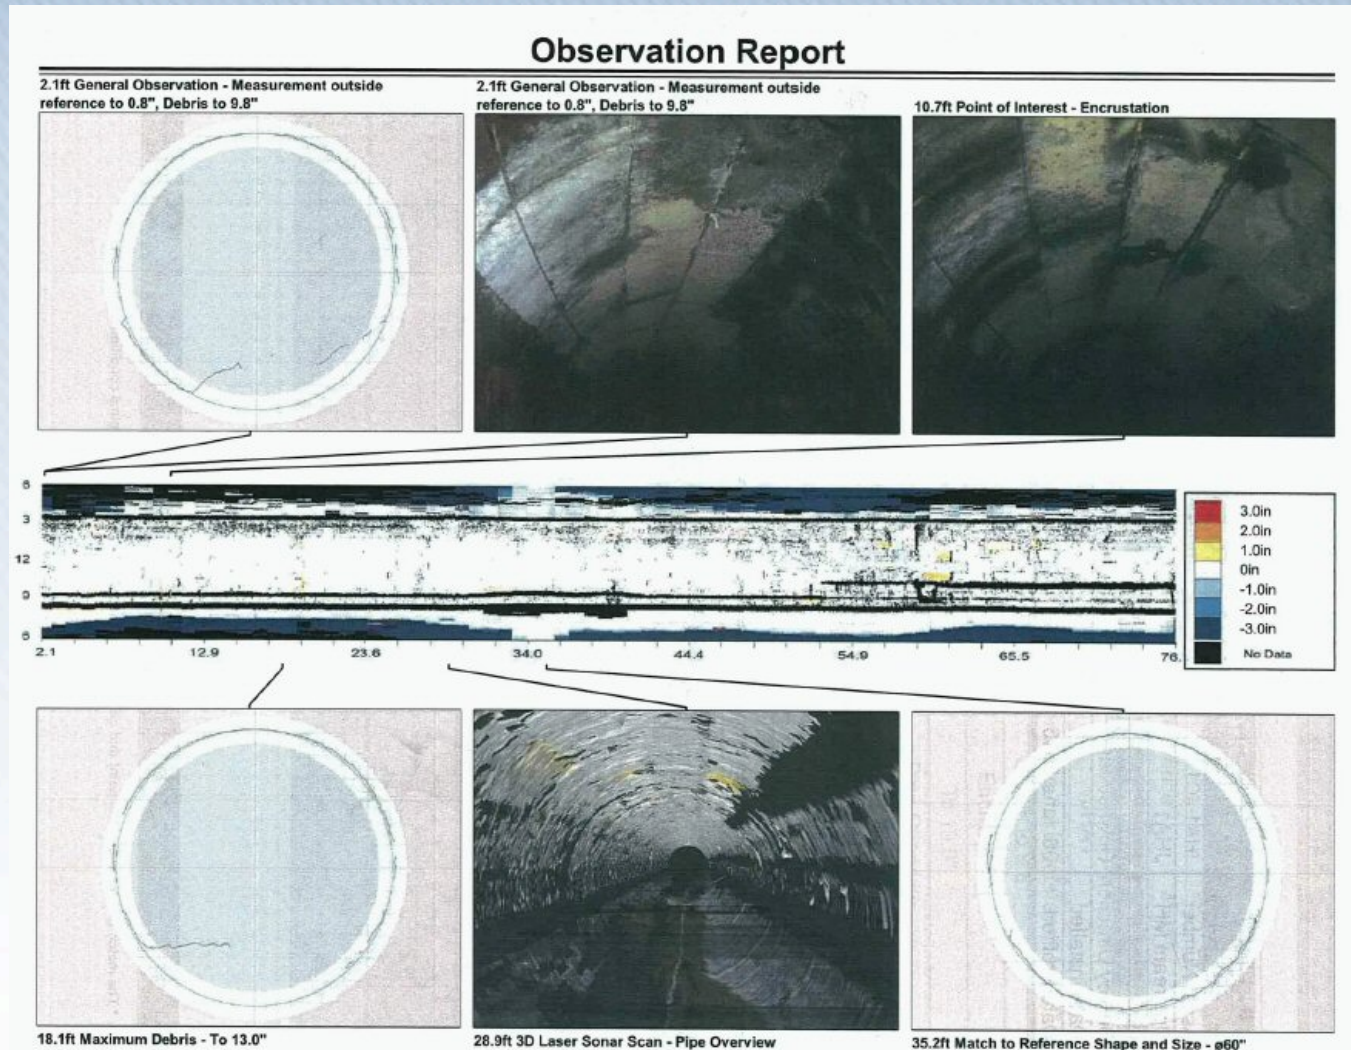 Observation Report
2.1ft General Observation - Measurement outside
reference to 0.8", Debris to 9.8"
2.1ft General Observation - Measurement outside
reference to 0.8", Debris to 9.8"
10.7ft Point of Interest - Encrustation
6
3
12
9
6
2.1 12.9 23.6 34.0 44.4 54.9 65.5 76.
3.0in
2.0in
1.0in
0in
-1.0in
-2.0in
-3.0in
No Data
18.1ft Maximum Debris - To 13.0"
28.9ft 3D Laser Sonar Scan - Pipe Overview
35.2ft Match to Reference Shape and Size - ø60"